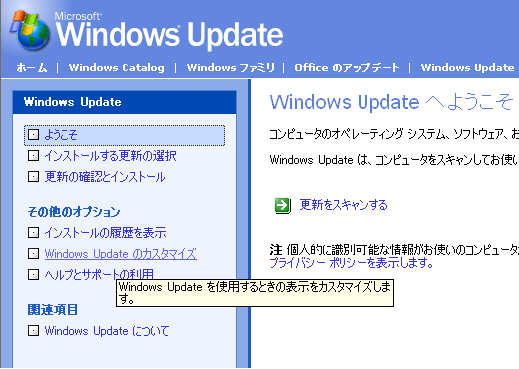 Microsoft
Windows Update
ホーム | Windows Catalog | Windows ファミリ | Office のアップデート | Windows Update
Windows Update
ようこそ
インストールする更新の選択
更新の確認とインストール
その他のオプション
インストールの履歴を表示
Windows Update のカスタマイズ
ヘルプとサポートの利用
Windows Update を使用するときの表示をカスタマイズしま
す。
関連項目
Windows Update について
Windows Update へようこそ
コンピュータのオペレーティング システム、ソフトウェア、お
Windows Update は、コンピュータをスキャンしてお使い
更新をスキャンする
注 個人的に識別可能な情報がお使いのコンピュータ
プライバシー ポリシーを表示します。